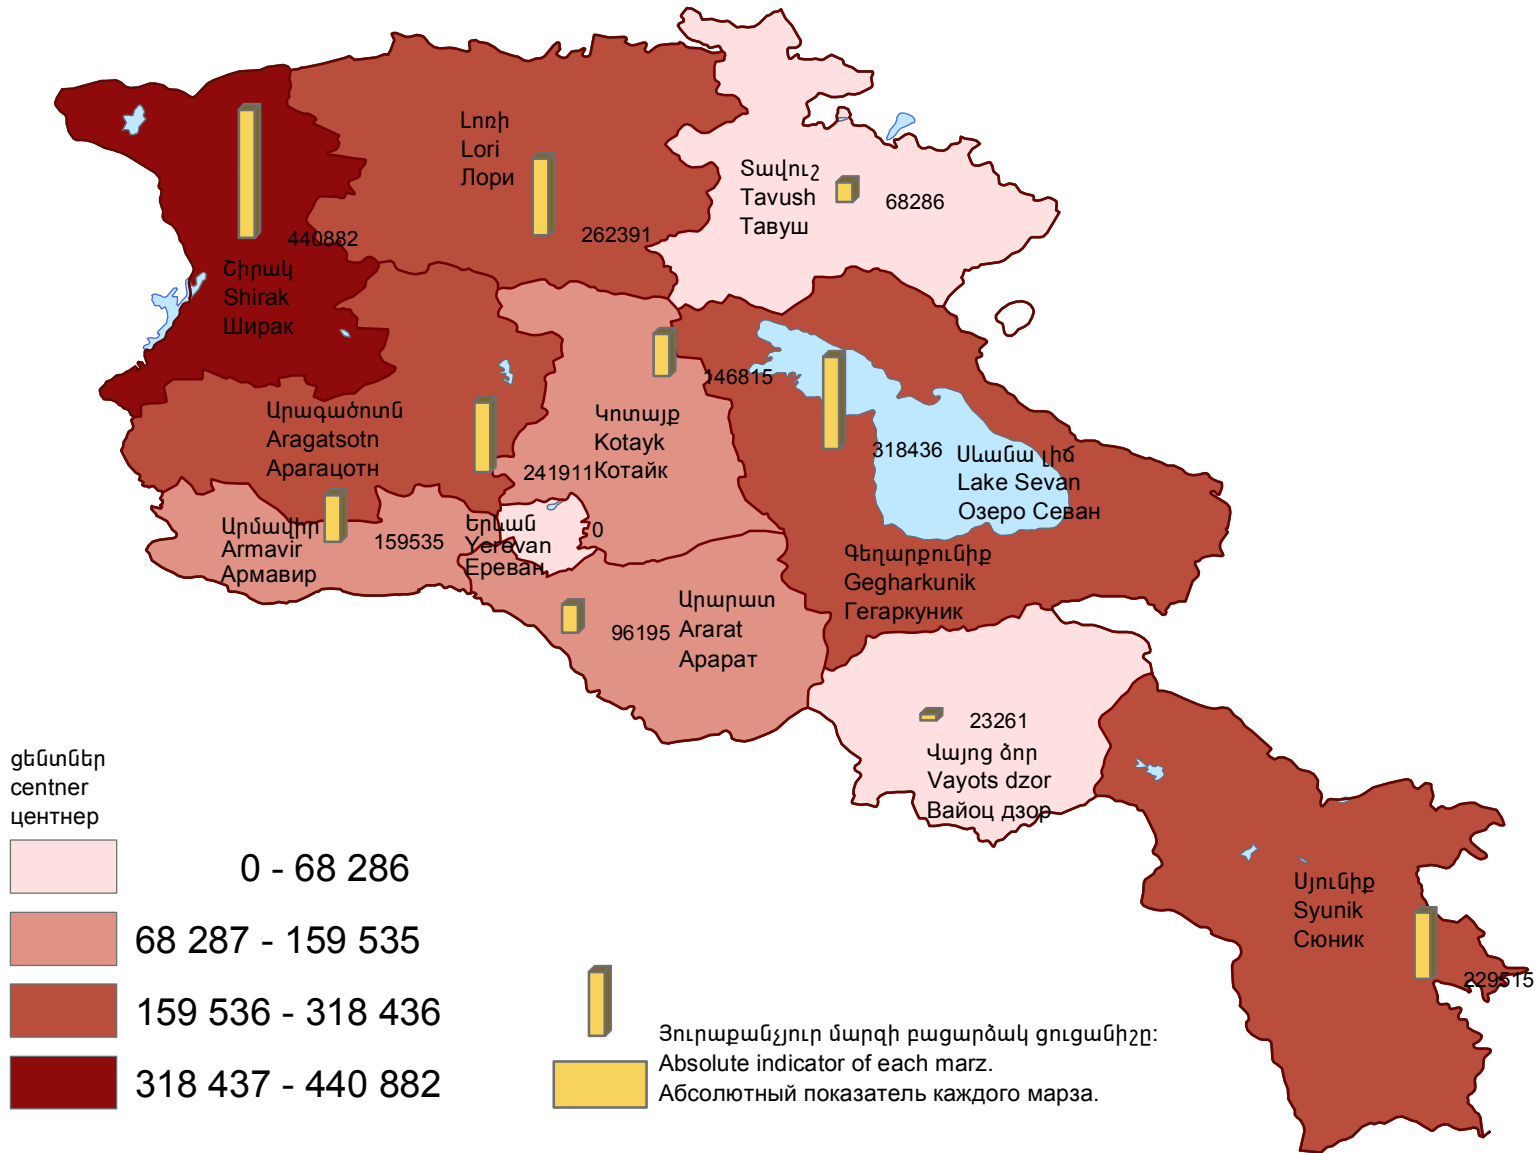 Լոռի
Lori
Лори
262391
Տավուշ
Tavush
Тавуш
68286
440882
Շիրակ
Shirak
Ширак
146815
Կոտայք
Kotayk
Котайк
Արագածոտն
Aragatsotn
Арагацотн
241911
318436
Սևանա լիճ
Lake Sevan
Озеро Севан
Արմավիր
Armavir
Армавир
159535
Երևան
Yerevan
Ереван
0
Գեղարքունիք
Gegharkunik
Гегаркуник
96195
Արարատ
Ararat
Арарат
23261
Վայոց ձոր
Vayots dzor
Вайоц дзор
Սյունիք
Syunik
Сюник
229515
ցենտներ
centner
центнер
0 - 68 286
68 287 - 159 535
159 536 - 318 436
318 437 - 440 882
Յուրաքանչյուր մարզի բացարձակ ցուցանիշը:
Absolute indicator of each marz.
Абсолютный показатель каждого марза.